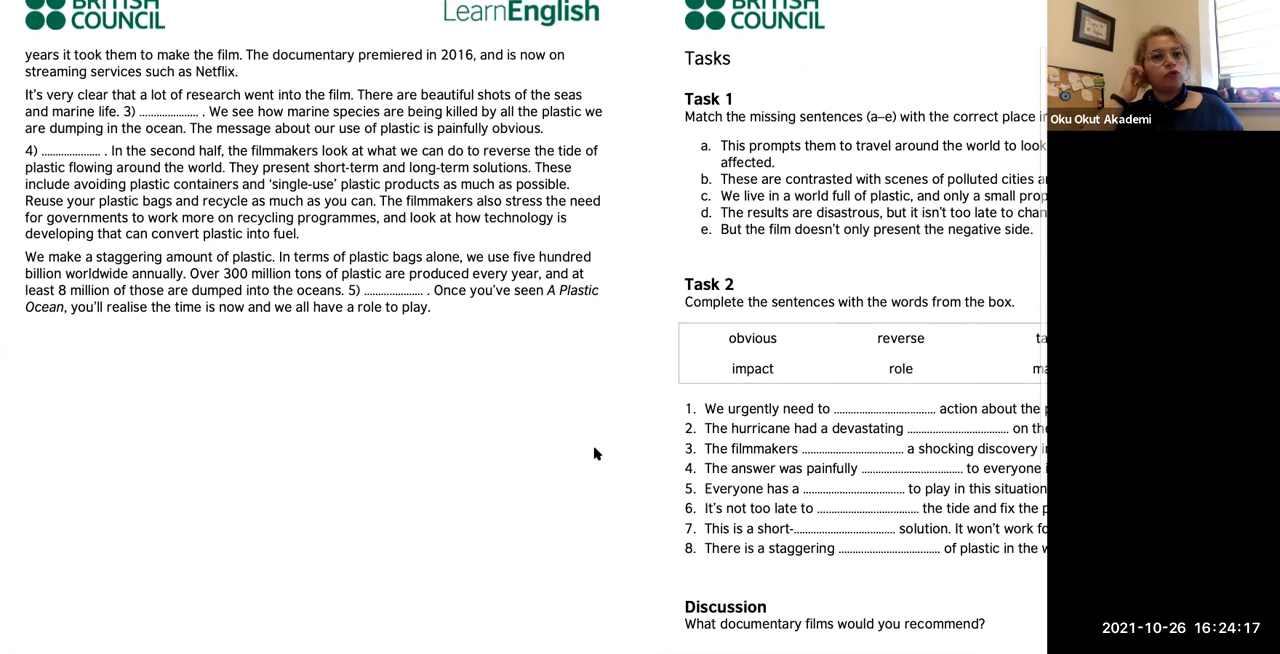 BRITISH
COUNCIL
LearnEnglish
years it took them to make the film. The documentary premiered in 2016, and is now on
streaming services such as Netflix.
It's very clear that a lot of research went into the film. There are beautiful shots of the seas
and marine life. 3) ..................... . We see how marine species are being killed by all the plastic we
are dumping in the ocean. The message about our use of plastic is painfully obvious.
4) ..................... . In the second half, the filmmakers look at what we can do to reverse the tide of
plastic flowing around the world. They present short-term and long-term solutions. These
include avoiding plastic containers and 'single-use' plastic products as much as possible.
Reuse your plastic bags and recycle as much as you can. The filmmakers also stress the need
for governments to work more on recycling programmes, and look at how technology is
developing that can convert plastic into fuel.
We make a staggering amount of plastic. In terms of plastic bags alone, we use five hundred
billion worldwide annually. Over 300 million tons of plastic are produced every year, and at
least 8 million of those are dumped into the oceans. 5) ..................... . Once you've seen A Plastic
Ocean, you'll realise the time is now and we all have a role to play.
BRITISH
COUNCIL
Tasks
Task 1
Match the missing sentences (a–e) with the correct place
a. This prompts them to travel around the world to look
affected.
b. These are contrasted with scenes of polluted cities
c. We live in a world full of plastic, and only a small
d. The results are disastrous, but it isn't too late to
e. But the film doesn't only present the negative side.
Task 2
Complete the sentences with the words from the box.
obvious reverse
impact role
1. We urgently need to .................................... action about the
2. The hurricane had a devastating .................................... on
3. The filmmakers .................................... a shocking discovery
4. The answer was painfully .................................... to everyone
5. Everyone has a .................................... to play in this situation
6. It's not too late to .................................... the tide and fix the
7. This is a short-.................................... solution. It won't work
8. There is a staggering .................................... of plastic in the
Discussion
What documentary films would you recommend?
Oku Okut Akademi
2021-10-26 16:24:17